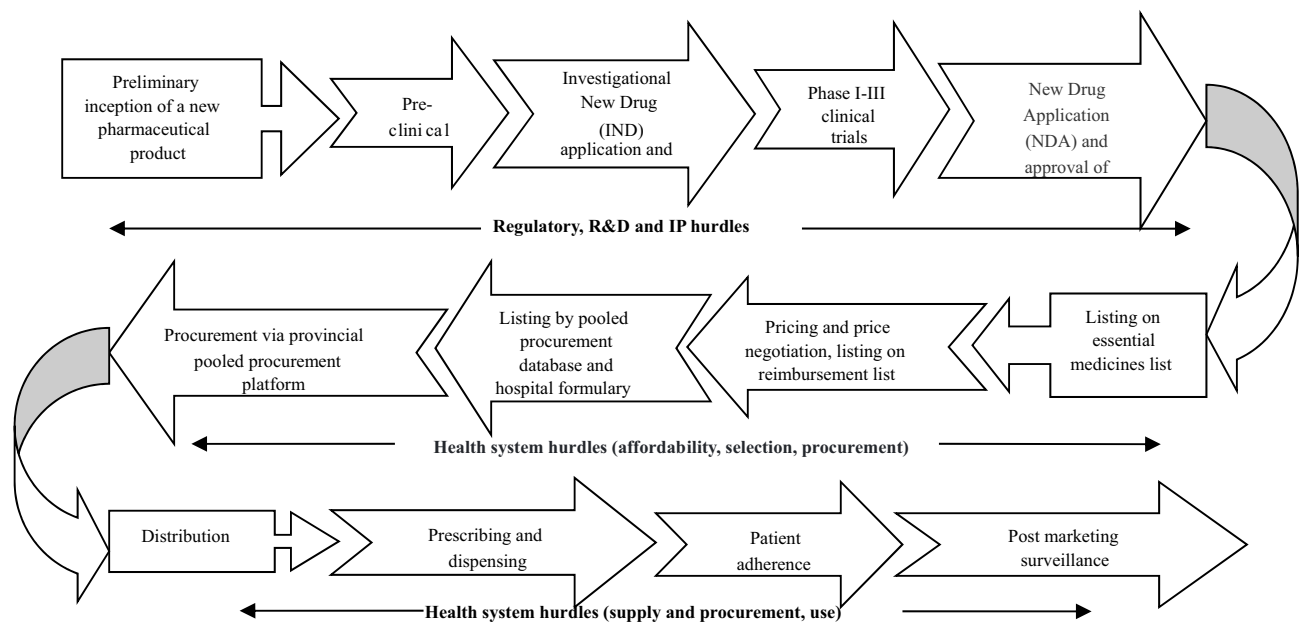 Preliminary
inception of a new
pharmaceutical
product
Pre-
clinical
Investigational
New Drug
(IND)
application and
Phase I-III
clinical
trials
New Drug
Application
(NDA) and
approval of
Regulatory, R&D and IP hurdles
Listing on
essential
medicines list
Pricing and price
negotiation, listing on
reimbursement list
Listing by pooled
procurement
database and
hospital formulary
Procurement via provincial
pooled procurement
platform
Health system hurdles (affordability, selection, procurement)
Distribution
Prescribing and
dispensing
Patient
adherence
Post marketing
surveillance
Health system hurdles (supply and procurement, use)